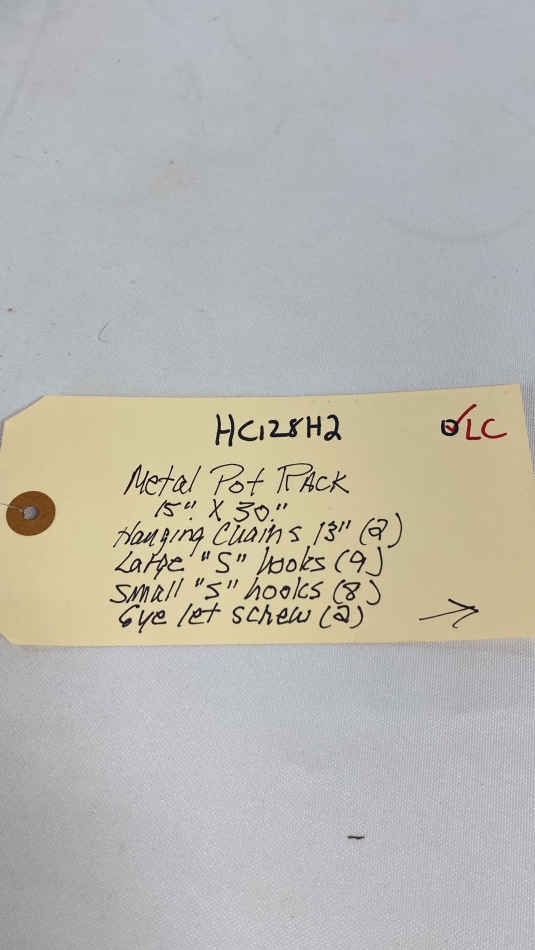 HC128H2
LC
Metal Pot RACK
15" X 30."
Hanging Chains 13" (2)
Large "S" hooks (9)
small "S" hooks (8)
Eye let screw (2)